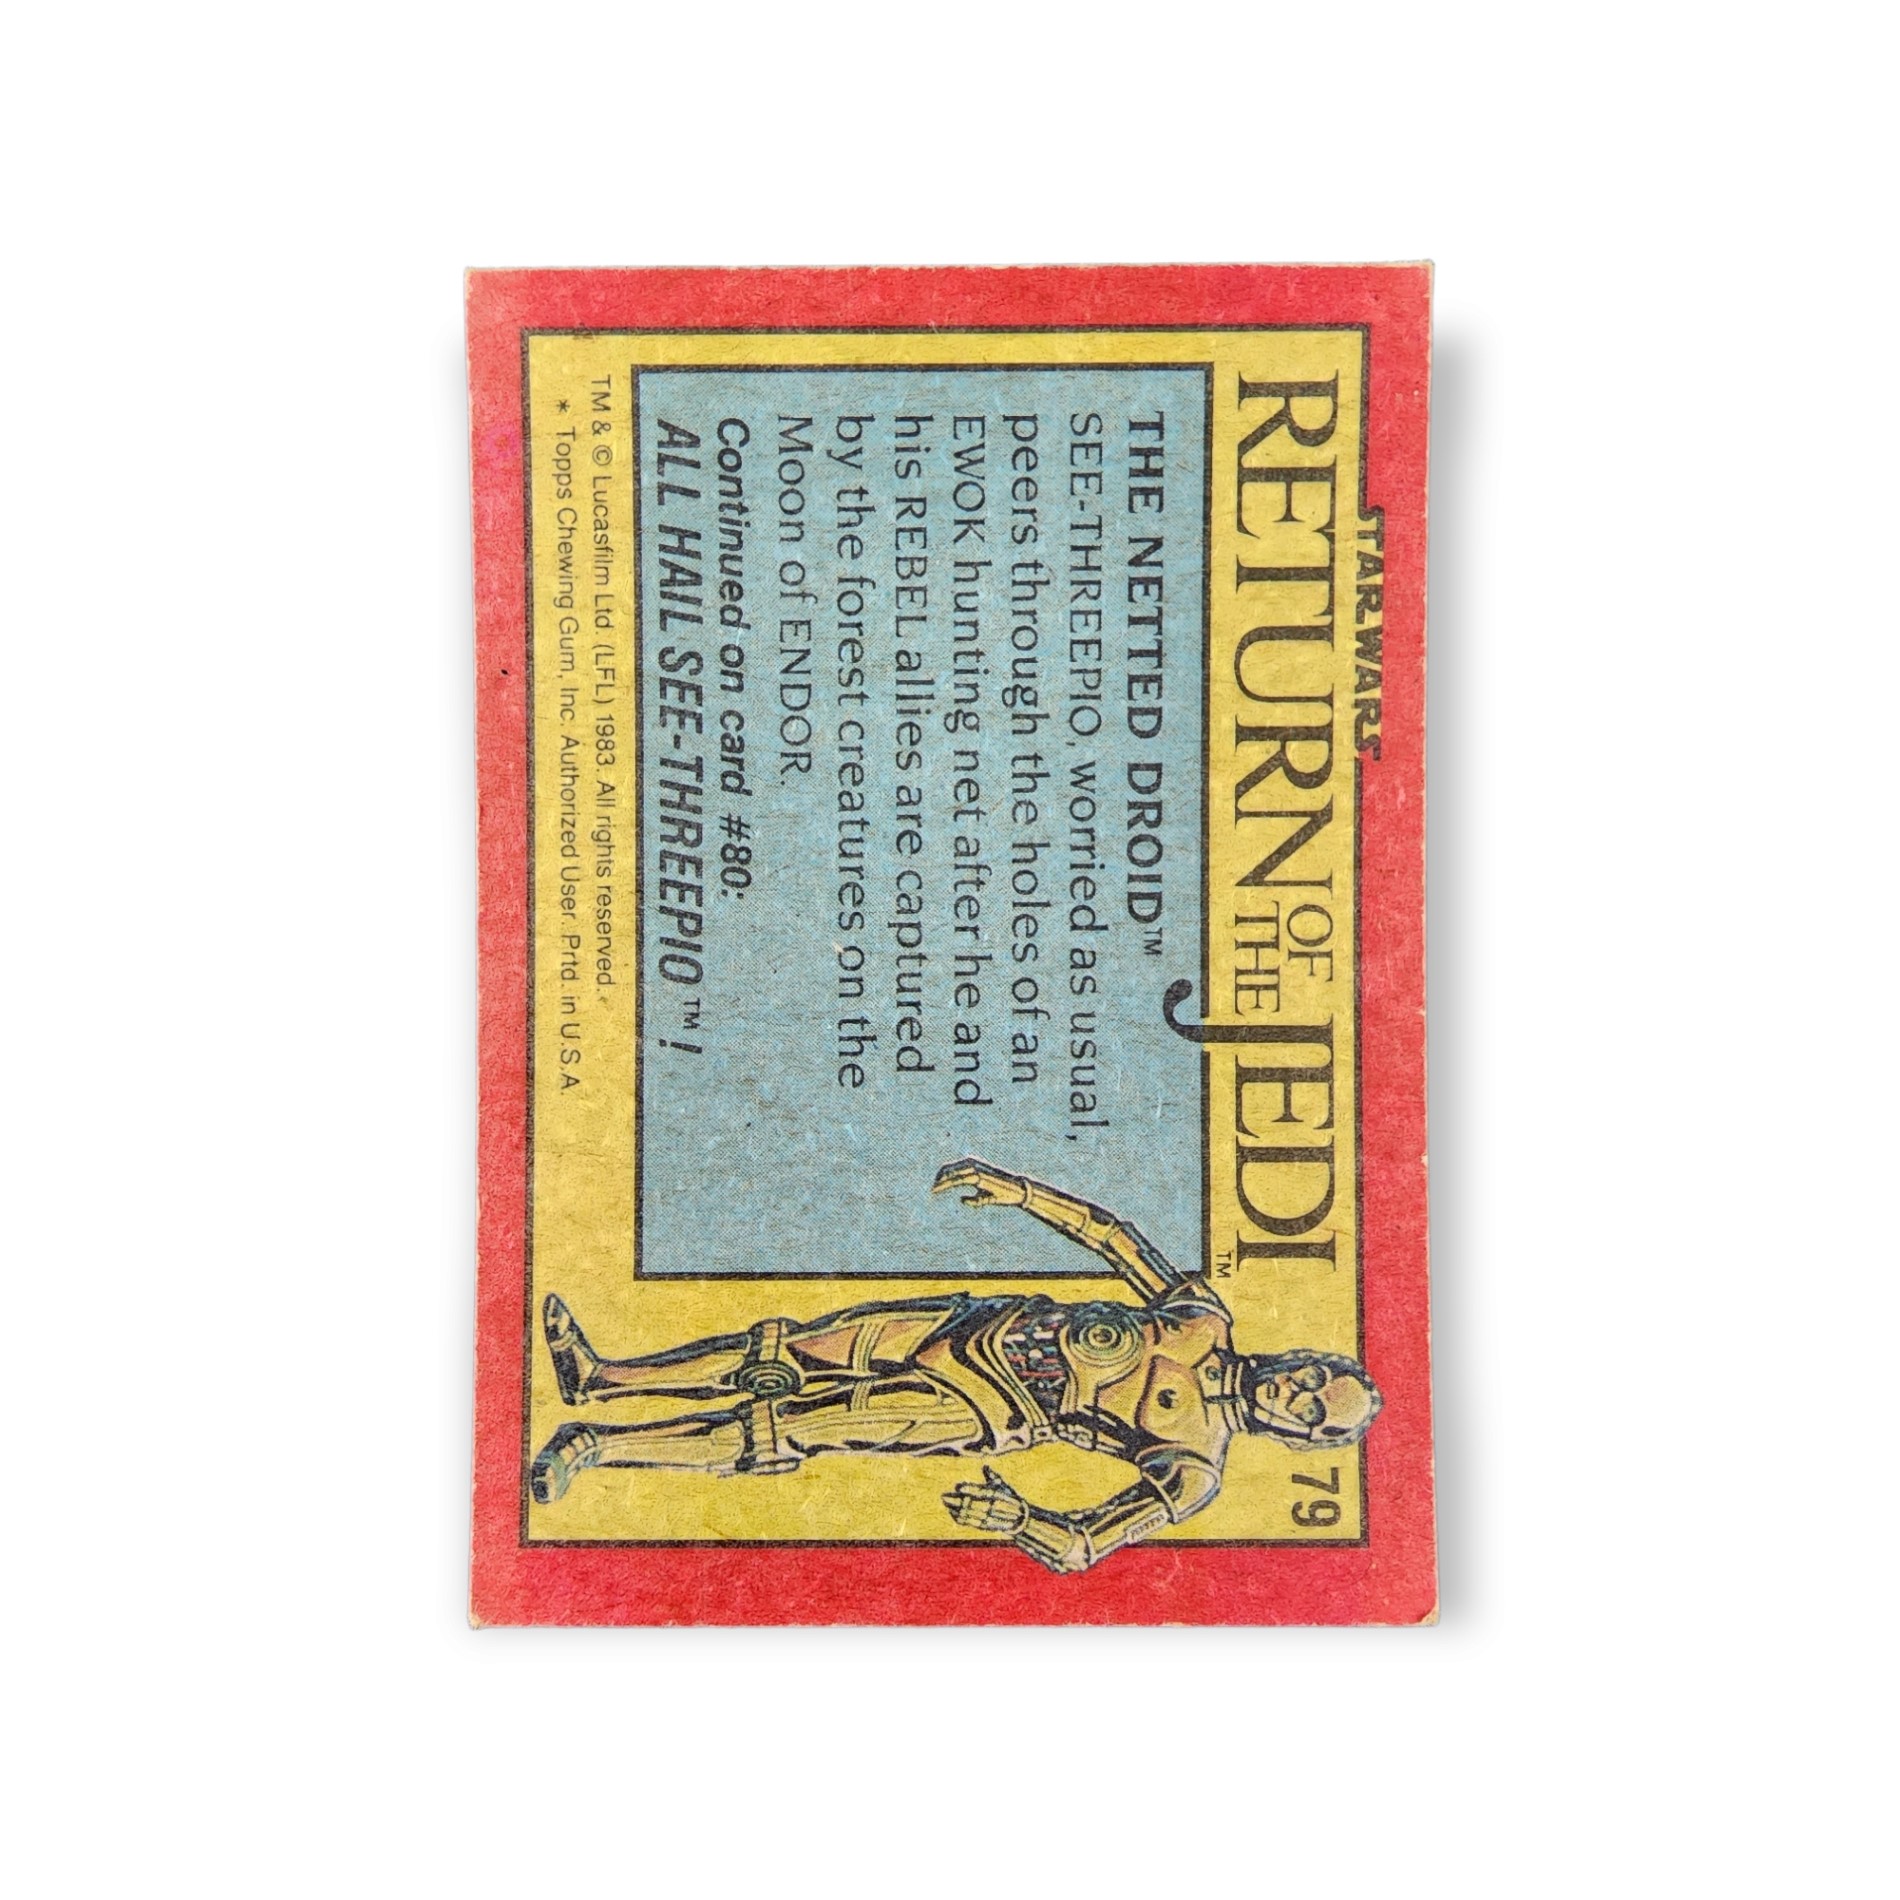 STAR WARS
RETURN OF THE JEDI™
79
THE NETTED DROID™
SEE-THREEPIO, worried as usual,
peers through the holes of an
EWOK hunting net after he and
his REBEL allies are captured
by the forest creatures on the
Moon of ENDOR.
Continued on card #80:
ALL HAIL SEE-THREEPIO™!
TM & © Lucasfilm Ltd. (LFL) 1983. All rights reserved.
* Topps Chewing Gum, Inc. Authorized User. Prtd. in U.S.A.